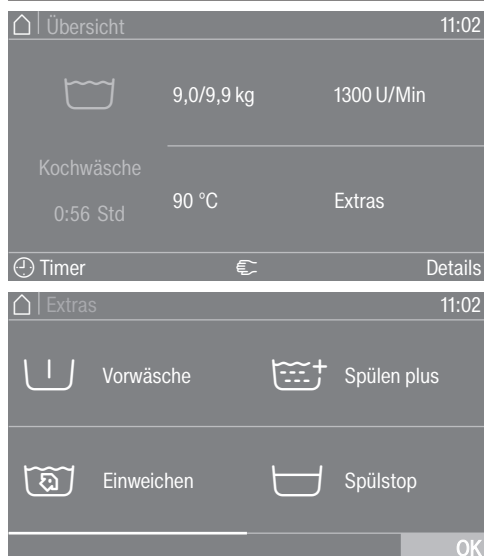 Übersicht 11:02
9,0/9,9 kg 1300 U/Min
Kochwäsche
0:56 Std
90 °C Extras
Timer Details
Extras 11:02
Vorwäsche Spülen plus
Einweichen Spülstop
OK